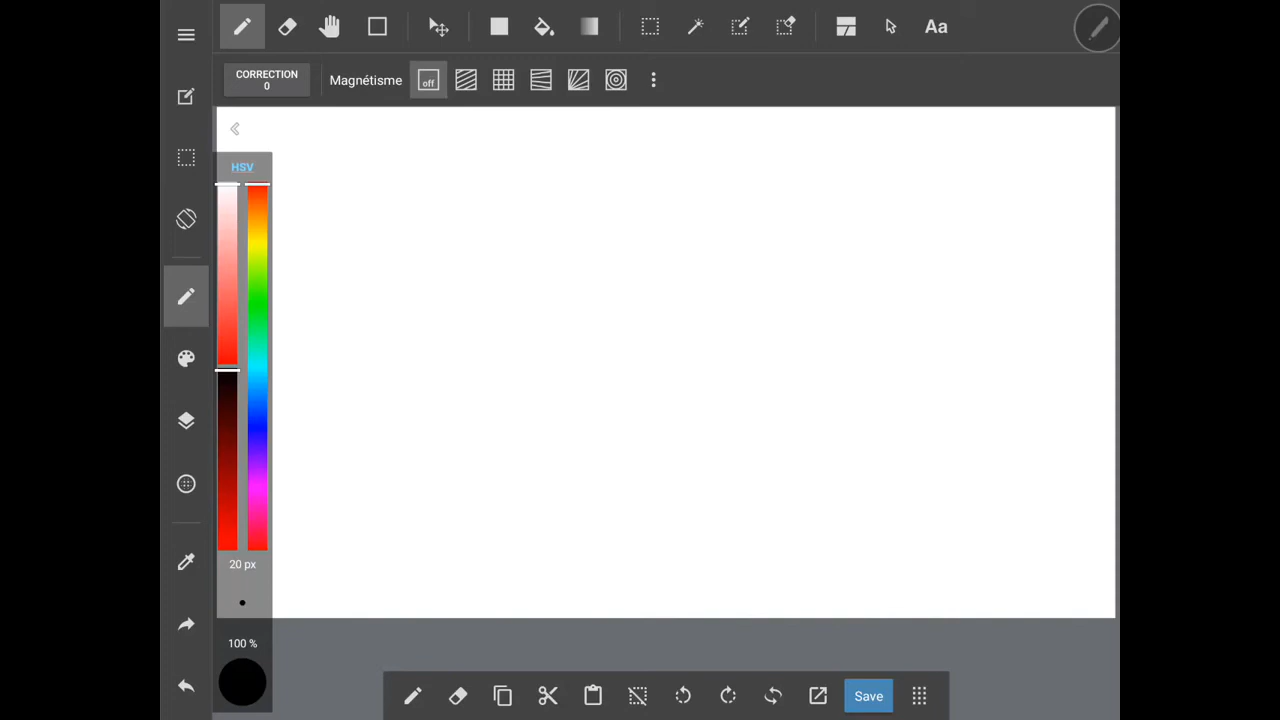 Aa
CORRECTION
0
Magnétisme
off
HSV
20 px
100 %
Save